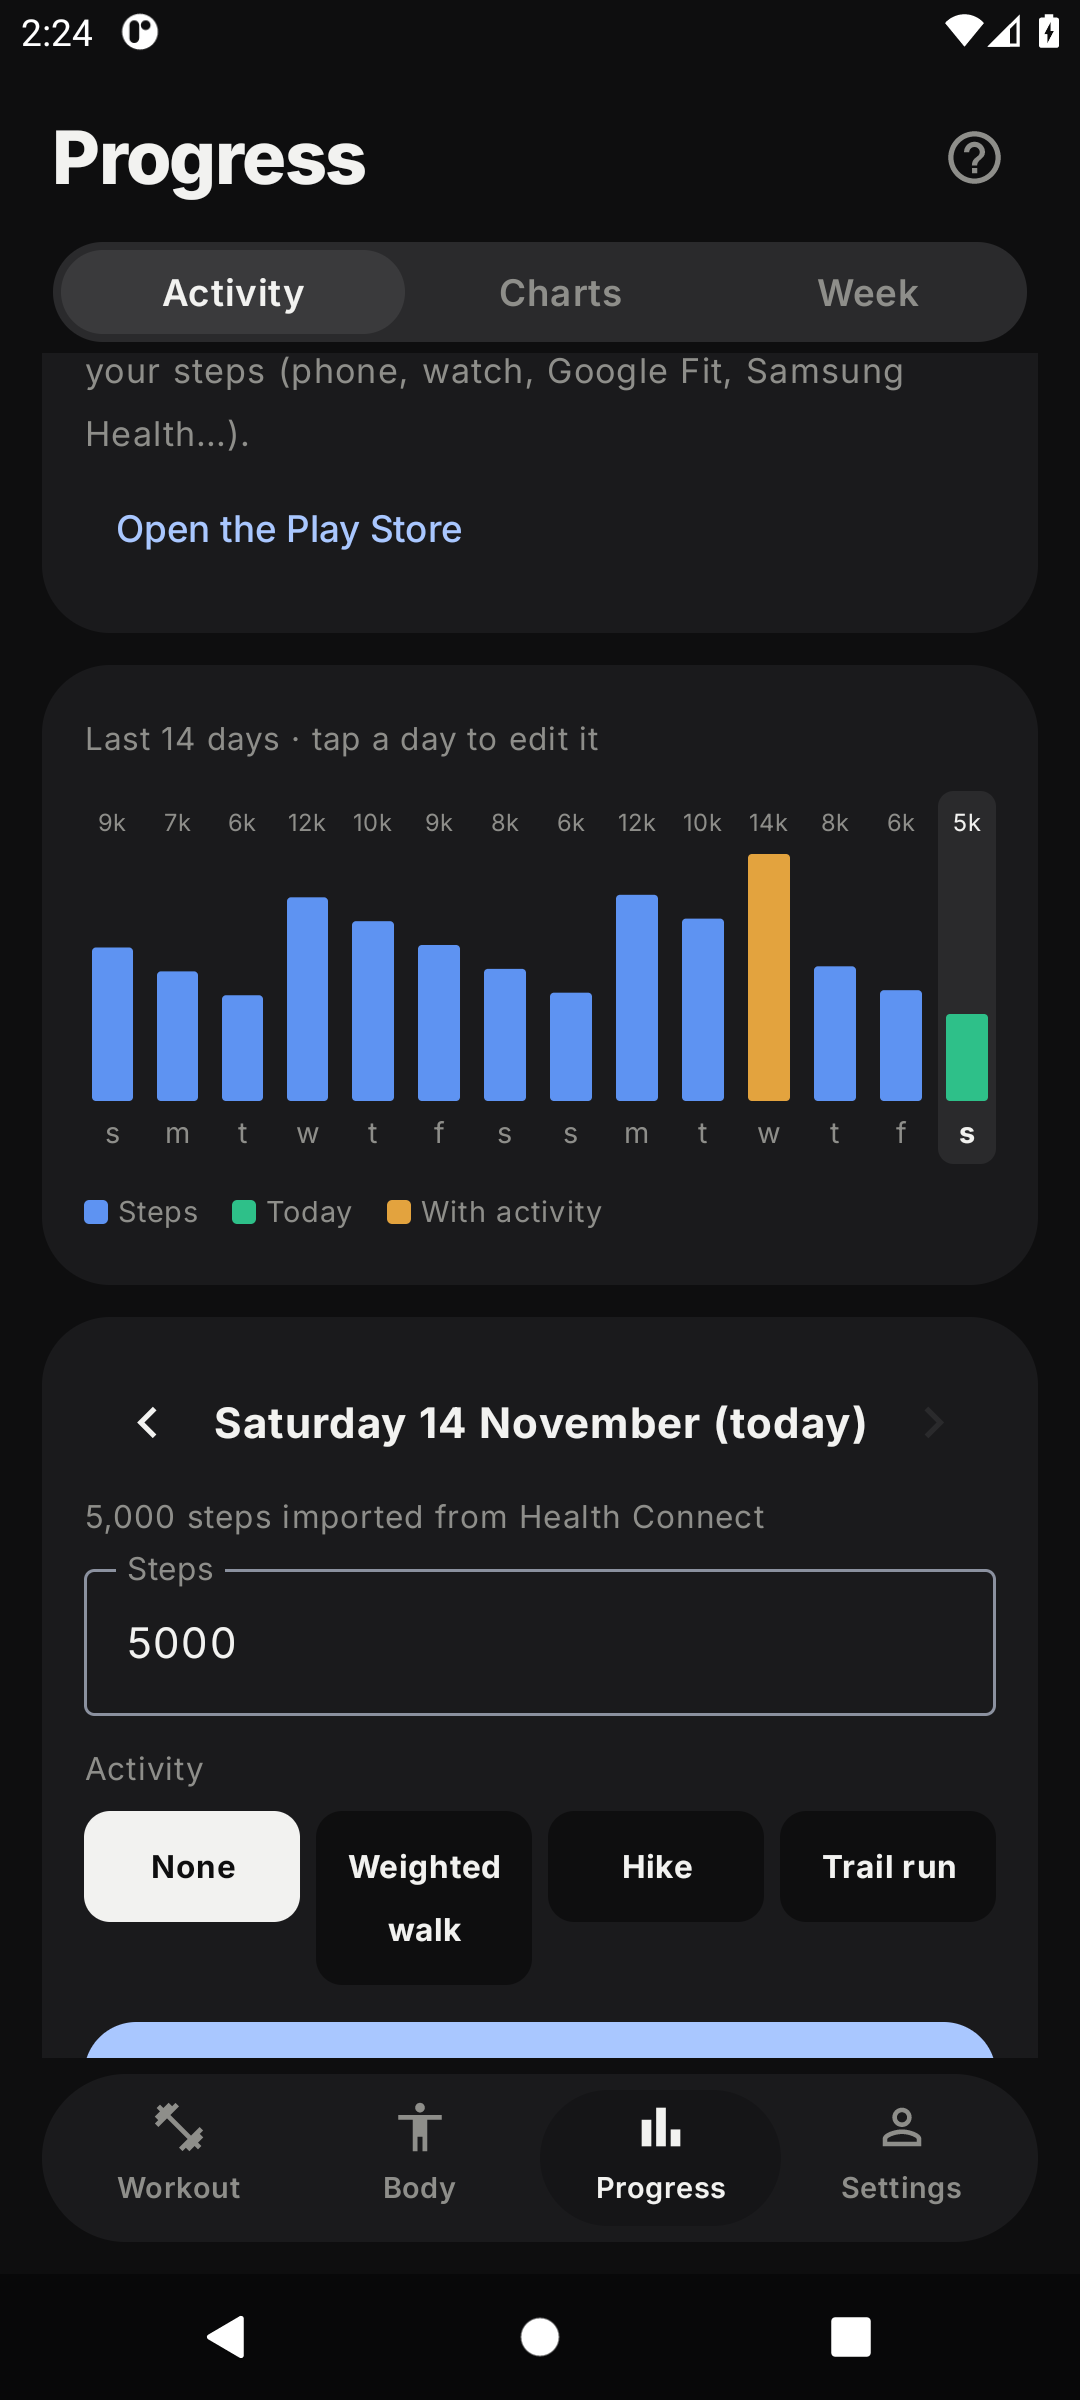 2:24
Progress
Activity Charts Week
your steps (phone, watch, Google Fit, Samsung
Health...).
Open the Play Store
Last 14 days · tap a day to edit it
9k 7k 6k 12k 10k 9k 8k 6k 12k 10k 14k 8k 6k 5k
s m t w t f s s m t w t f s
Steps Today With activity
Saturday 14 November (today)
5,000 steps imported from Health Connect
Steps
5000
Activity
None Weighted Hike Trail run
walk
Workout Body Progress Settings